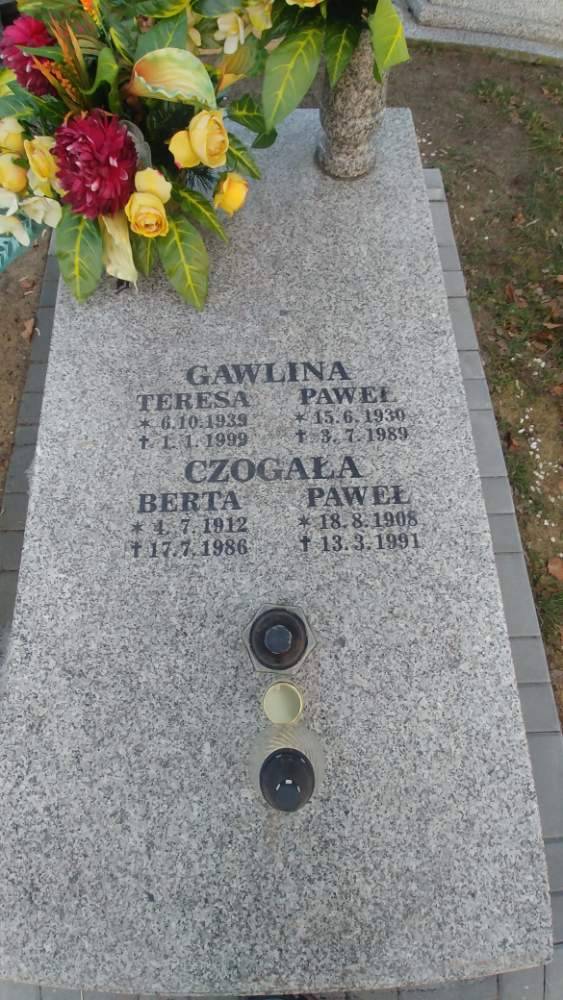 GAWLINA
TERESA PAWEŁ
* 6.10.1939 * 15.6.1930
† 1.1.1999 † 3.7.1989
CZOGAŁA
BERTA PAWEŁ
* 4.7.1912 * 18.8.1908
† 17.7.1986 † 13.3.1991